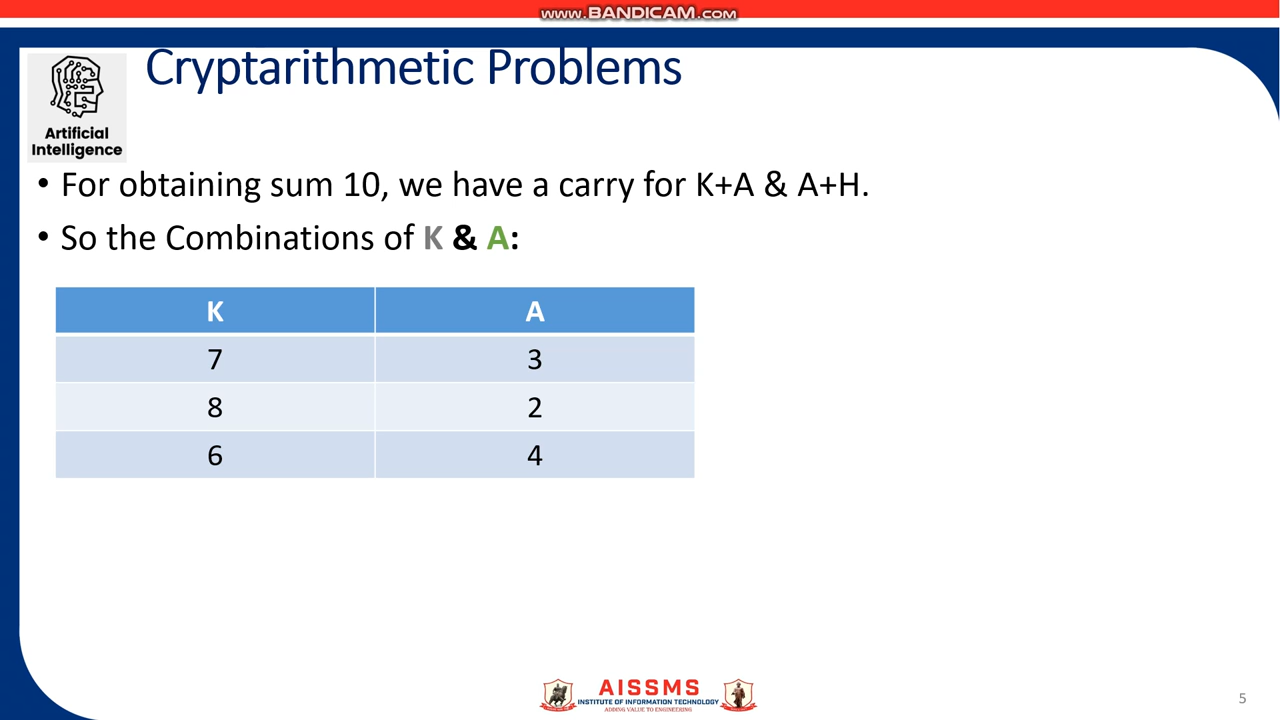 www.BANDICAM.com
Cryptarithmetic Problems
Artificial
Intelligence
• For obtaining sum 10, we have a carry for K+A & A+H.
• So the Combinations of K & A:
K A
7 3
8 2
6 4
AISSMS
INSTITUTE OF INFORMATION TECHNOLOGY
ADDING VALUE TO ENGINEERING
5